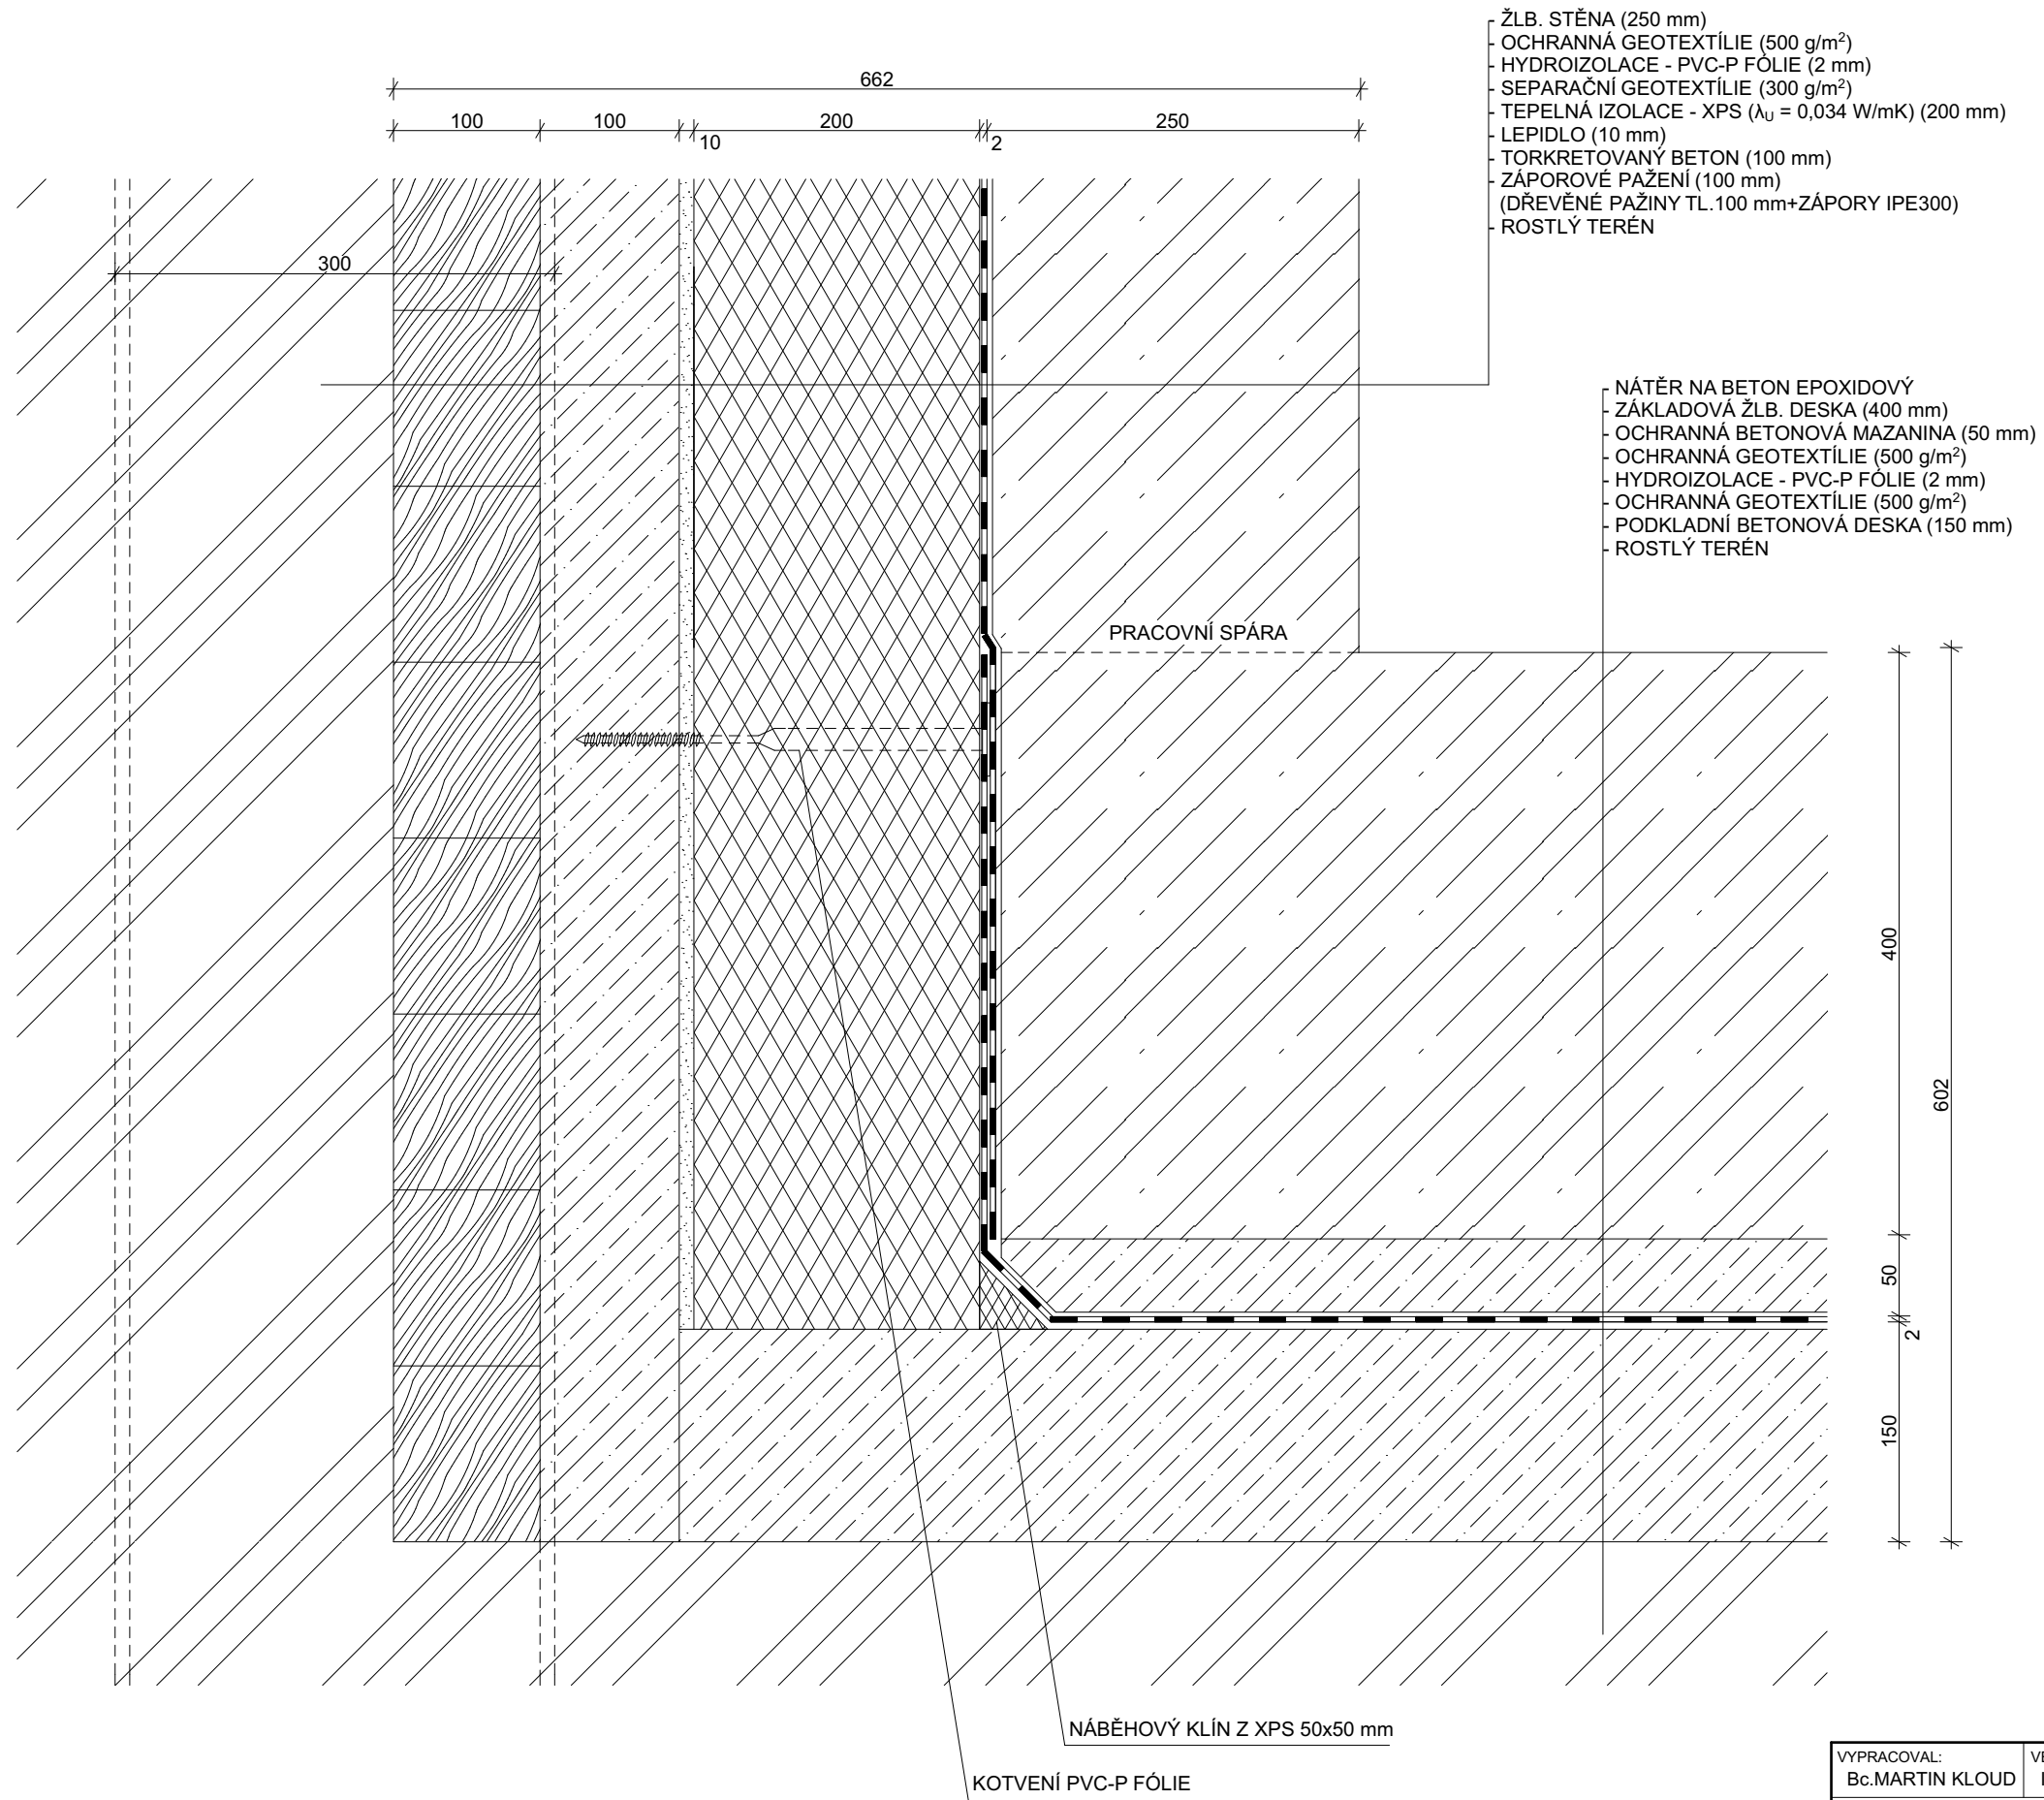 ŽLB. STĚNA (250 mm)
OCHRANNÁ GEOTEXTÍLIE (500 g/m²)
HYDROIZOLACE - PVC-P FÓLIE (2 mm)
SEPARAČNÍ GEOTEXTÍLIE (300 g/m²)
TEPELNÁ IZOLACE - XPS (λU = 0,034 W/mK) (200 mm)
LEPIDLO (10 mm)
TORKRETOVANÝ BETON (100 mm)
ZÁPOROVÉ PAŽENÍ (100 mm)
(DŘEVĚNÉ PAŽINY TL.100 mm+ZÁPORY IPE300)
ROSTLÝ TERÉN
662
100
100
10
200
2
250
300
NÁTĚR NA BETON EPOXIDOVÝ
ZÁKLADOVÁ ŽLB. DESKA (400 mm)
OCHRANNÁ BETONOVÁ MAZANINA (50 mm)
OCHRANNÁ GEOTEXTÍLIE (500 g/m²)
HYDROIZOLACE - PVC-P FÓLIE (2 mm)
OCHRANNÁ GEOTEXTÍLIE (500 g/m²)
PODKLADNÍ BETONOVÁ DESKA (150 mm)
ROSTLÝ TERÉN
PRACOVNÍ SPÁRA
400
602
50
2
150
NÁBĚHOVÝ KLÍN Z XPS 50x50 mm
KOTVENÍ PVC-P FÓLIE
VYPRACOVAL:
Bc.MARTIN KLOUD